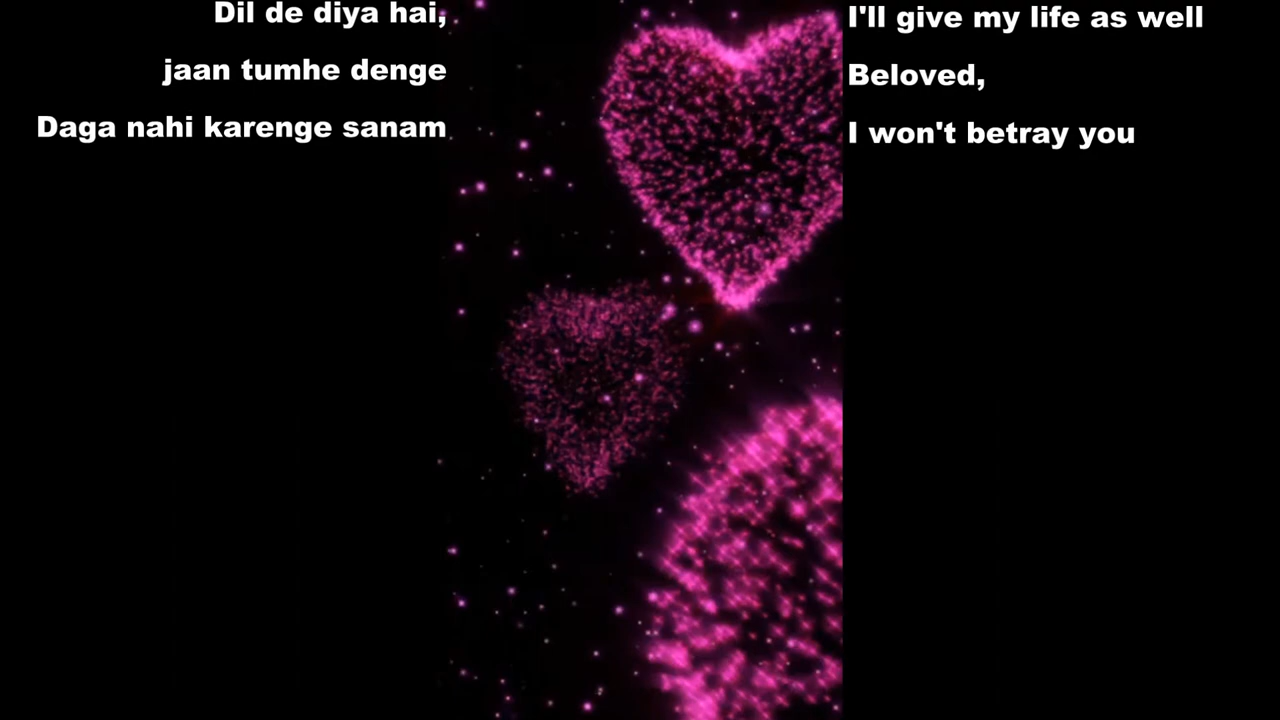 Dil de diya hai,
jaan tumhe denge
Daga nahi karenge sanam
I'll give my life as well
Beloved,
I won't betray you